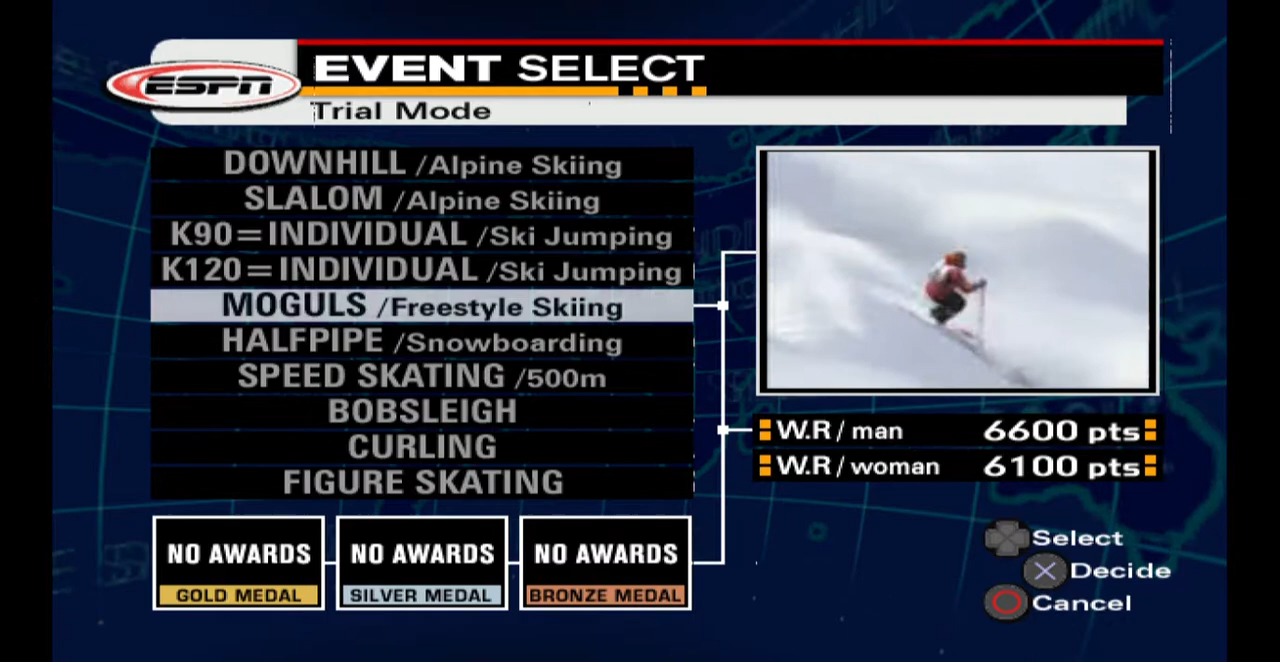 ESPN
EVENT SELECT
Trial Mode
DOWNHILL /Alpine Skiing
SLALOM /Alpine Skiing
K90=INDIVIDUAL /Ski Jumping
K120=INDIVIDUAL /Ski Jumping
MOGULS /Freestyle Skiing
HALFPIPE /Snowboarding
SPEED SKATING /500m
BOBSLEIGH
CURLING
FIGURE SKATING
W.R/man 6600 pts
W.R/woman 6100 pts
NO AWARDS NO AWARDS NO AWARDS
GOLD MEDAL SILVER MEDAL BRONZE MEDAL
Select
Decide
Cancel